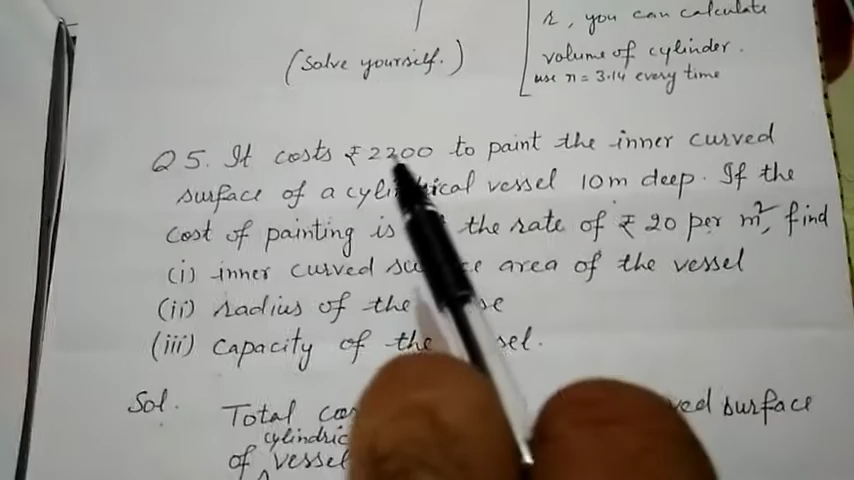 r, you can calculate
(Solve yourself.)
volume of cylinder.
use π = 3.14 every time
Q 5. It costs ₹2200 to paint the inner curved
surface of a cylindrical vessel 10m deep. If the
cost of painting is the rate of ₹ 20 per m², find
(i) inner curved area of the vessel
(ii) radius of the
(iii) capacity of the
Sol. Total surface
of vessel